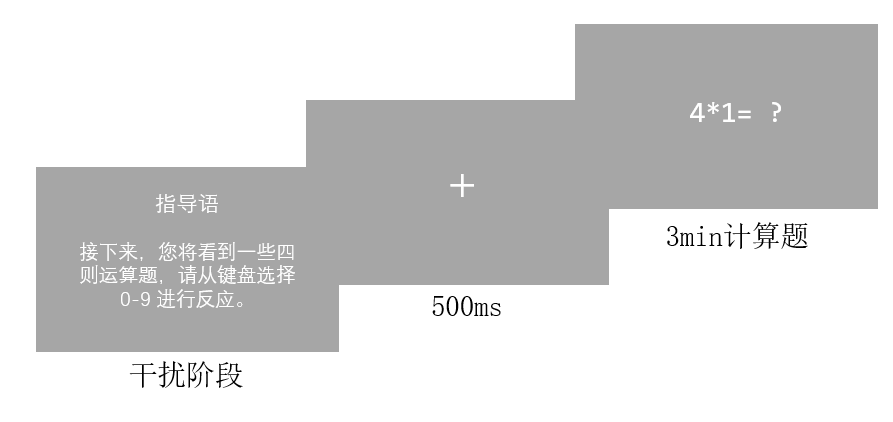 指导语
接下来，您将看到一些四
则运算题，请从键盘选择
0-9 进行反应。
干扰阶段
+
500ms
4*1= ?
3min计算题